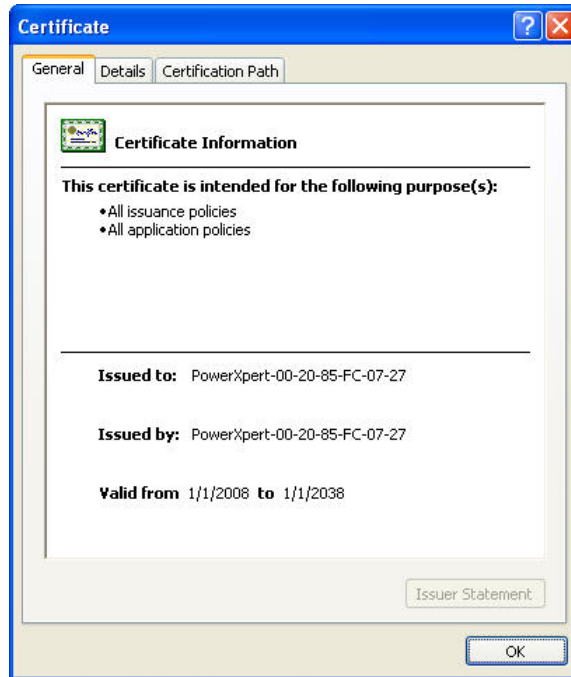 Certificate
General Details Certification Path
Certificate Information
This certificate is intended for the following purpose(s):
•All issuance policies
•All application policies
Issued to: PowerXpert-00-20-85-FC-07-27
Issued by: PowerXpert-00-20-85-FC-07-27
Valid from 1/1/2008 to 1/1/2038
Issuer Statement
OK